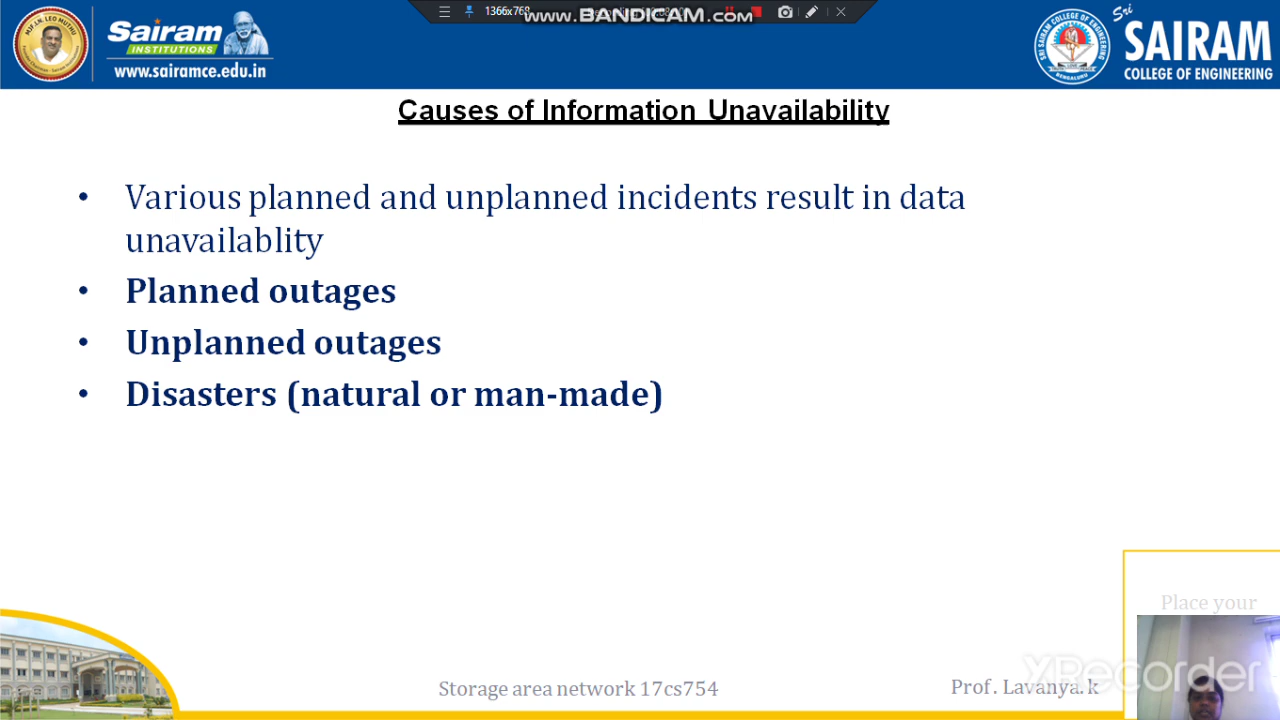 1366x768
www.BANDICAM.com
Sairam
INSTITUTIONS
www.sairamce.edu.in
Sri
SAIRAM
COLLEGE OF ENGINEERING
Causes of Information Unavailability
• Various planned and unplanned incidents result in data
unavailablity
• Planned outages
• Unplanned outages
• Disasters (natural or man-made)
Place your
XRecorder
Storage area network 17cs754
Prof. Lavanya.k